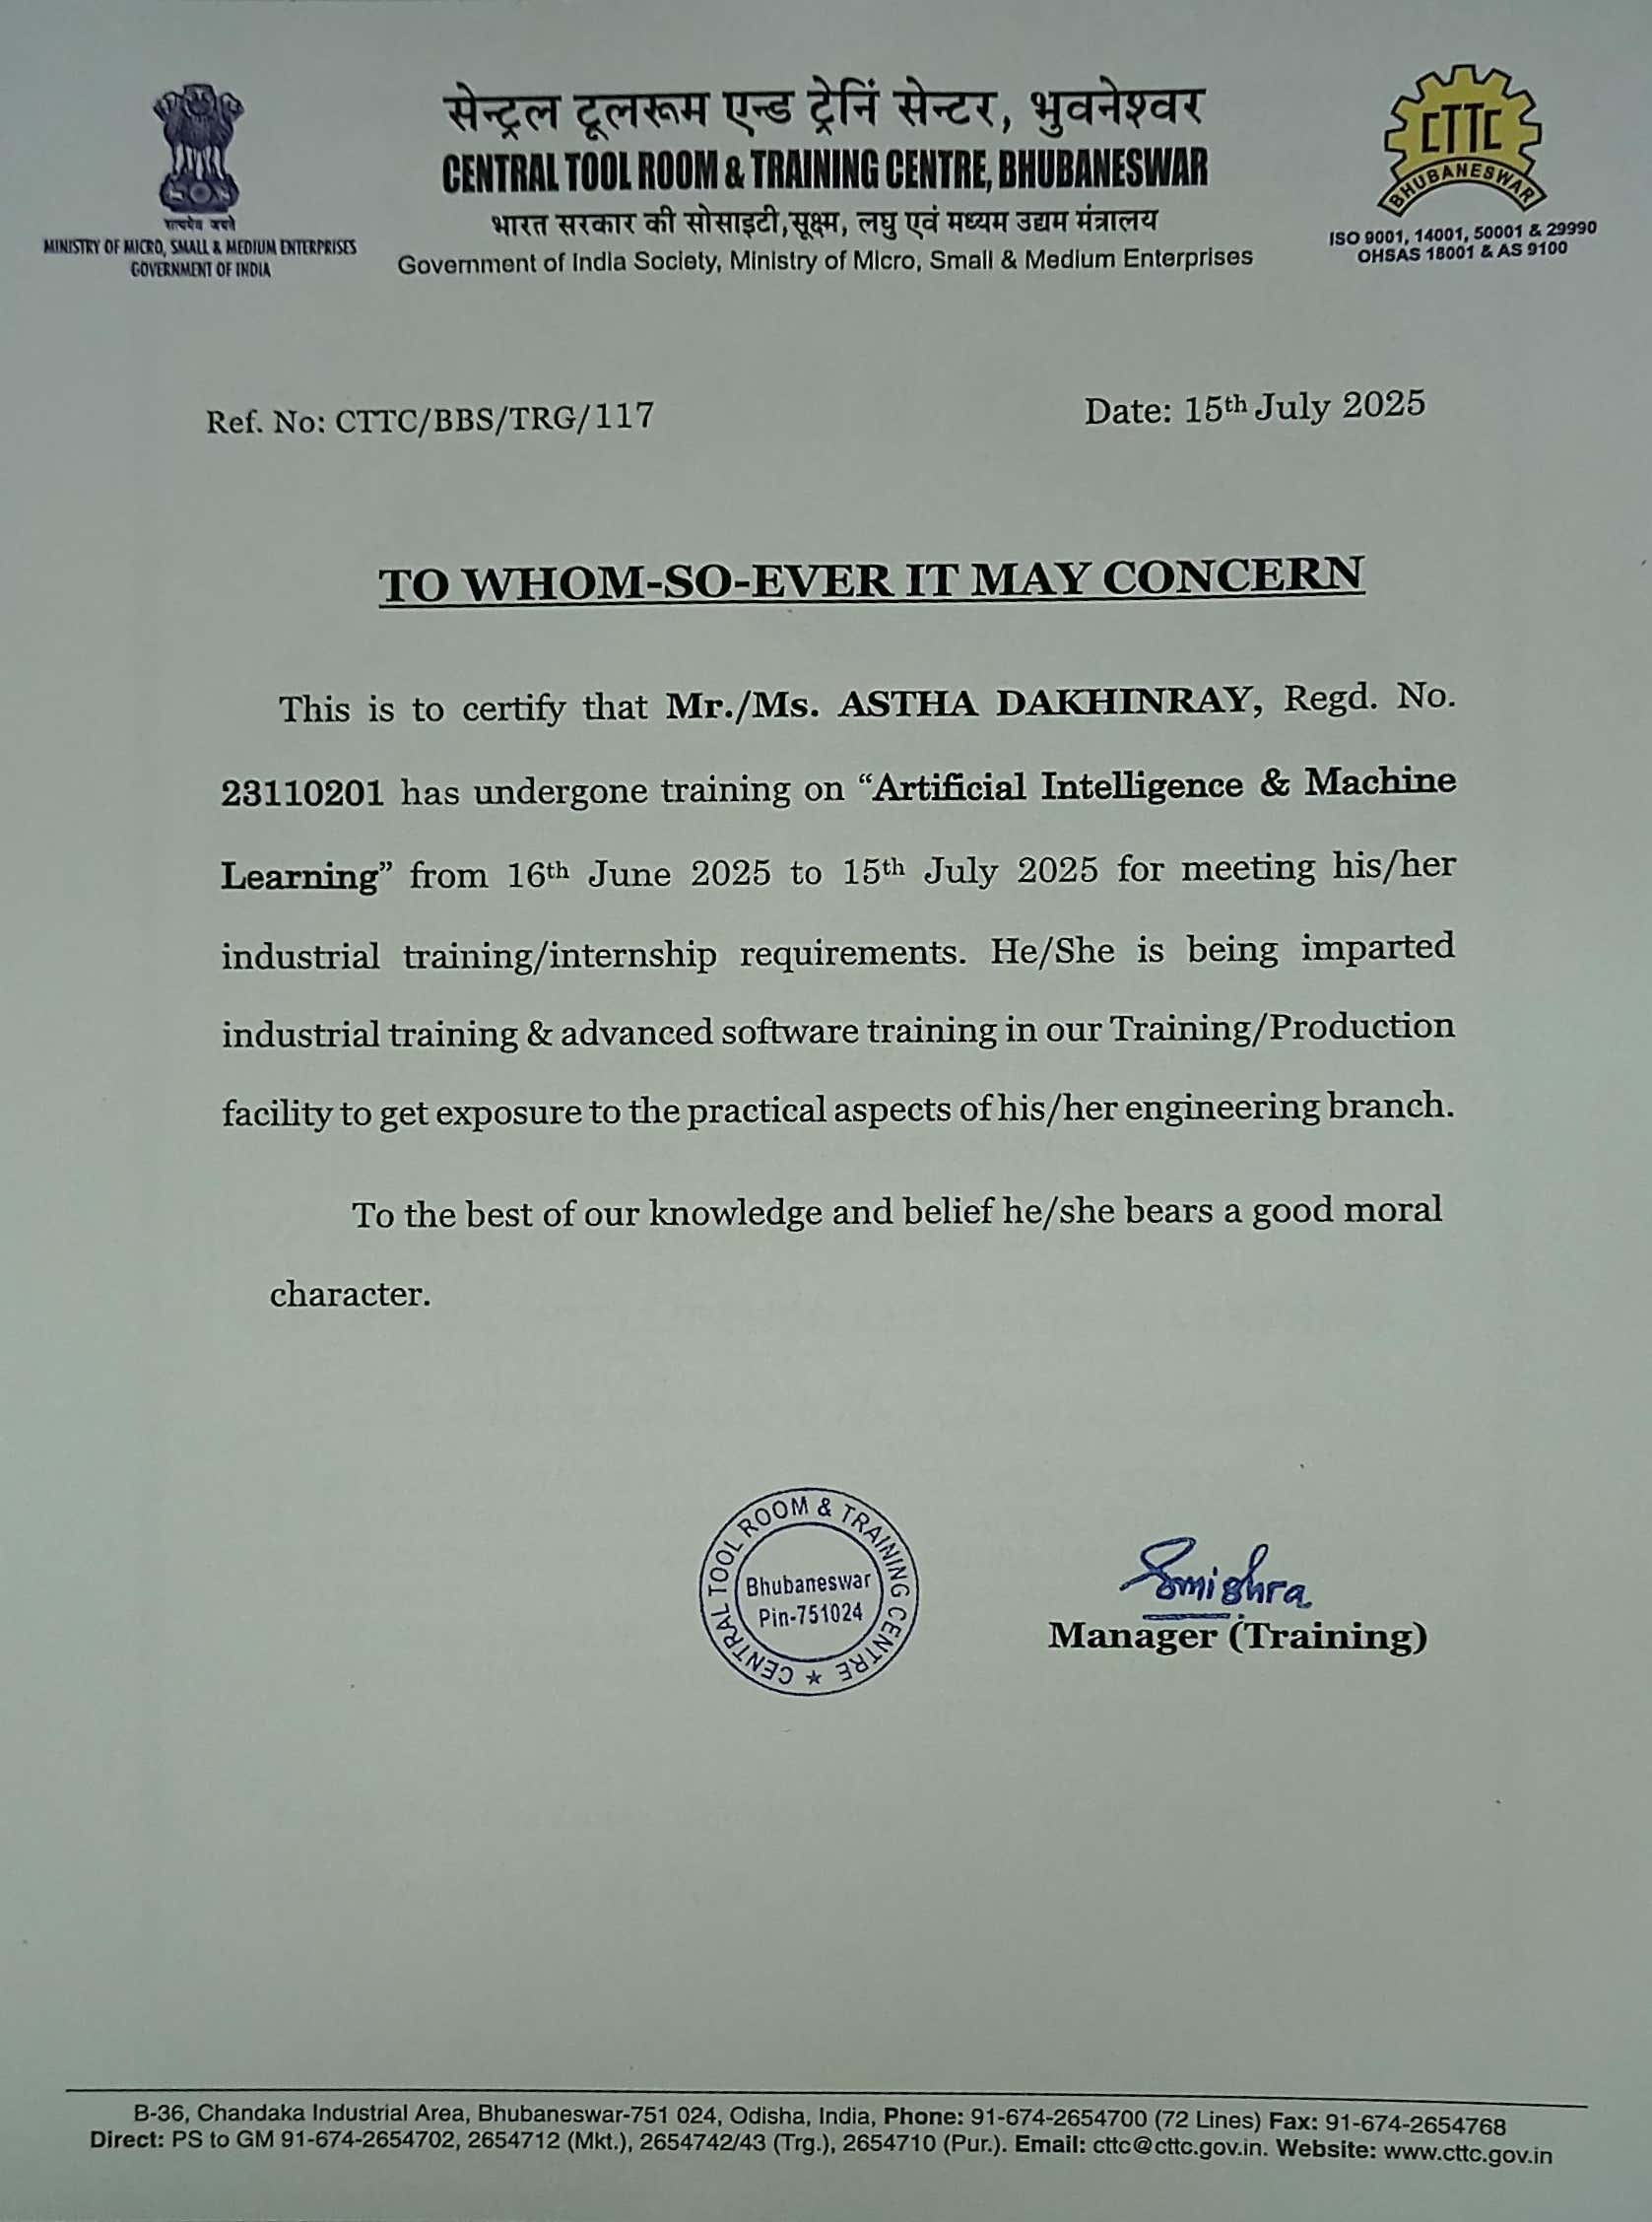 सेन्ट्रल टूलरूम एन्ड ट्रेनिं सेन्टर, भुवनेश्वर
CENTRAL TOOL ROOM & TRAINING CENTRE, BHUBANESWAR
भारत सरकार की सोसाइटी,सूक्ष्म, लघु एवं मध्यम उद्यम मंत्रालय
Government of India Society, Ministry of Micro, Small & Medium Enterprises
सत्यमेव जयते
MINISTRY OF MICRO, SMALL & MEDIUM ENTERPRISES
GOVERNMENT OF INDIA
CTTC
BHUBANESWAR
ISO 9001, 14001, 50001 & 29990
OHSAS 18001 & AS 9100
Ref. No: CTTC/BBS/TRG/117
Date: 15th July 2025
TO WHOM-SO-EVER IT MAY CONCERN
This is to certify that Mr./Ms. ASTHA DAKHINRAY, Regd. No.
23110201 has undergone training on “Artificial Intelligence & Machine
Learning” from 16th June 2025 to 15th July 2025 for meeting his/her
industrial training/internship requirements. He/She is being imparted
industrial training & advanced software training in our Training/Production
facility to get exposure to the practical aspects of his/her engineering branch.
To the best of our knowledge and belief he/she bears a good moral
character.
CENTRAL TOOL ROOM & TRAINING CENTRE ★
Bhubaneswar
Pin-751024
Smishra
Manager (Training)
B-36, Chandaka Industrial Area, Bhubaneswar-751 024, Odisha, India, Phone: 91-674-2654700 (72 Lines) Fax: 91-674-2654768
Direct: PS to GM 91-674-2654702, 2654712 (Mkt.), 2654742/43 (Trg.), 2654710 (Pur.). Email: cttc@cttc.gov.in. Website: www.cttc.gov.in